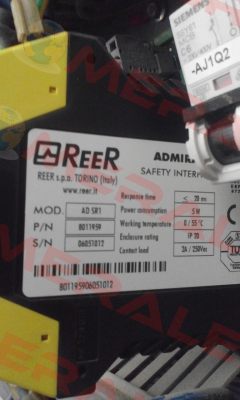 SIEMENS
-AJ1Q2
REER
ADMIR
REER s.p.a. TORINO (Italy)
www.reer.it
SAFETY INTERF
MOD. AD SR1
P/N 8011959
S/N 06051012
Response time ≤ 20 ms
Power consumption 5 W
Working temperature 0 / 55°C
Enclosure rating IP 20
Contact load 2A / 250Vac
801195906051012